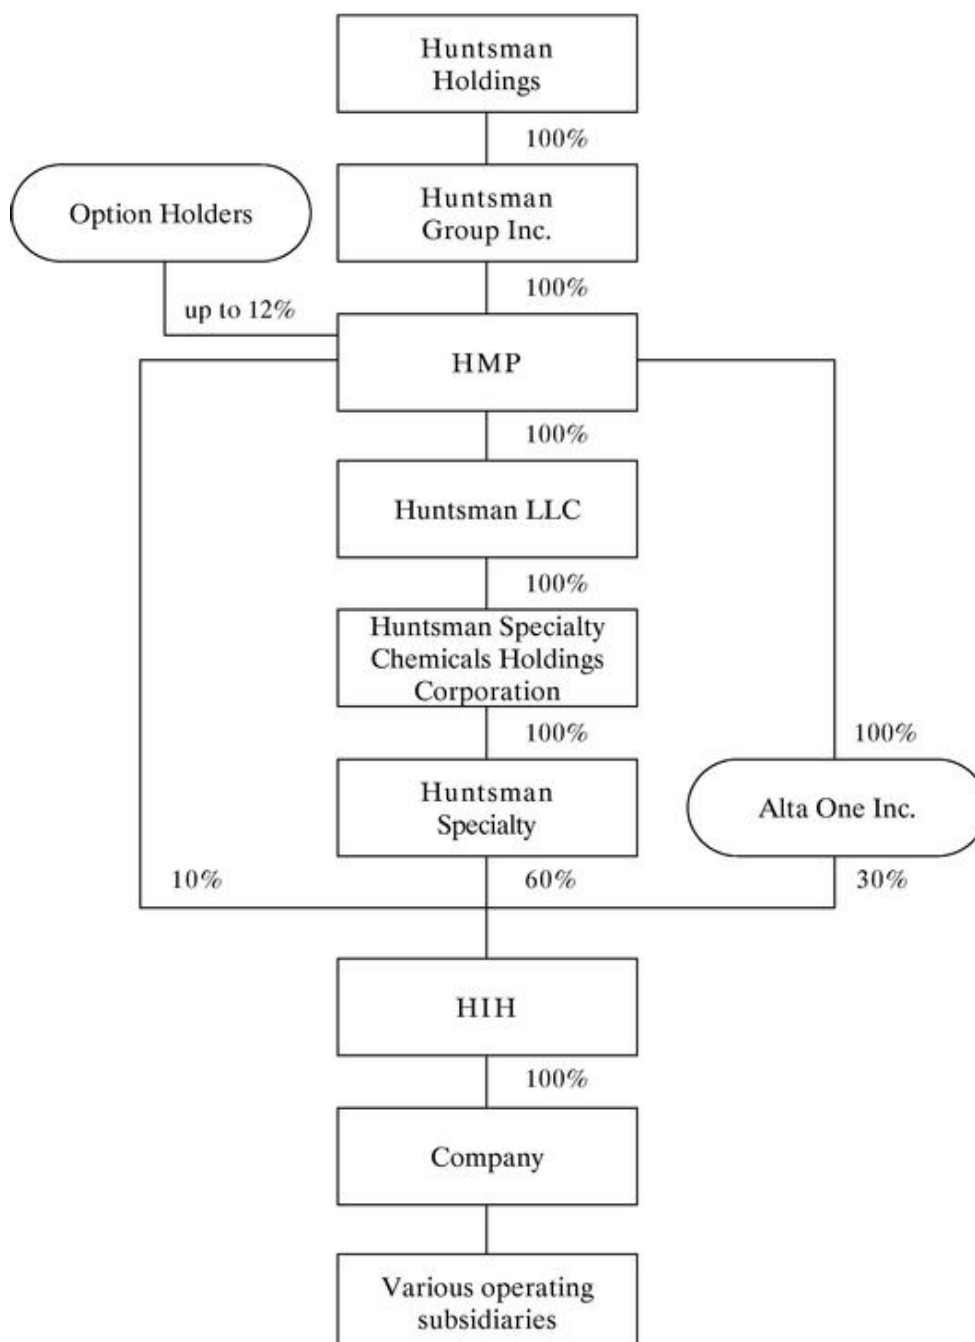 Huntsman
Holdings
100%
Option Holders
Huntsman
Group Inc.
100%
up to 12%
HMP
100%
Huntsman LLC
100%
Huntsman Specialty
Chemicals Holdings
Corporation
100%
100%
Huntsman
Specialty
Alta One Inc.
10%
60%
30%
HIH
100%
Company
Various operating
subsidiaries